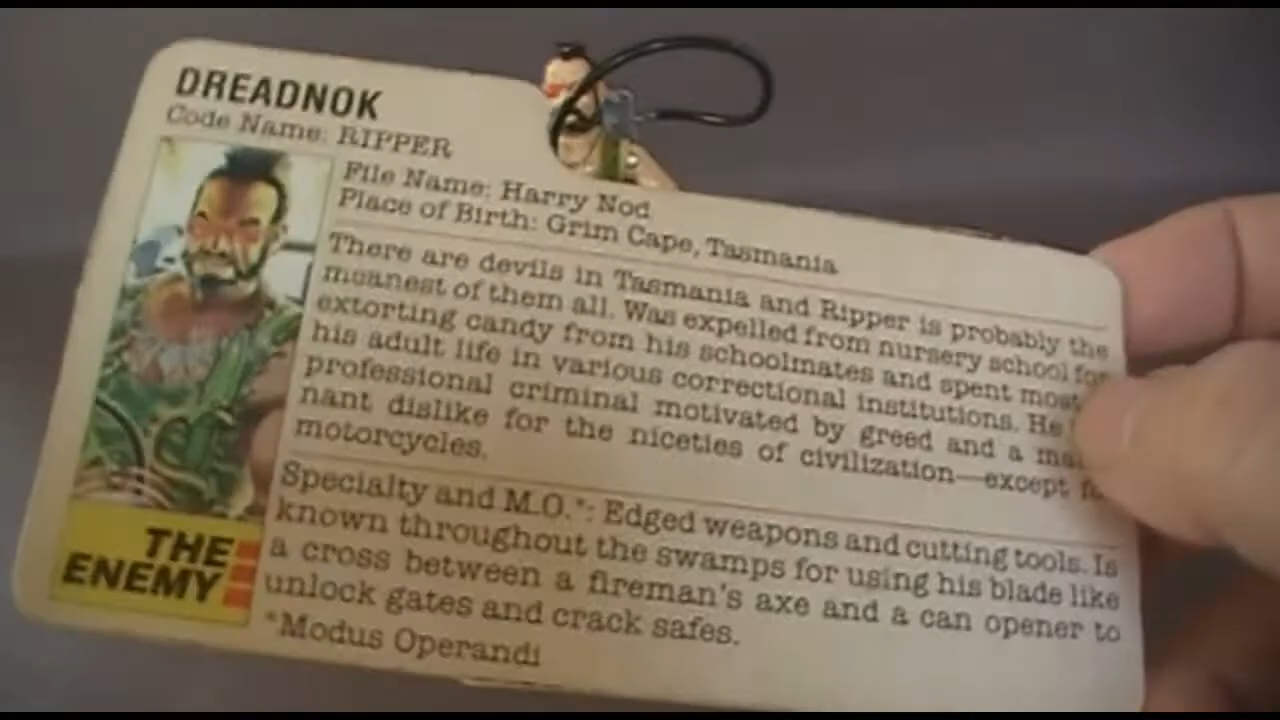 DREADNOK
Code Name: RIPPER
File Name: Harry Nod
Place of Birth: Grim Cape, Tasmania
There are devils in Tasmania and Ripper is probably the
meanest of them all. Was expelled from nursery school for
extorting candy from his schoolmates and spent most
his adult life in various correctional institutions. He
professional criminal motivated by greed and a ma
nant dislike for the niceties of civilization—except fo
motorcycles.
Specialty and M.O.*: Edged weapons and cutting tools. Is
known throughout the swamps for using his blade like
a cross between a fireman's axe and a can opener to
unlock gates and crack safes.
*Modus Operandi
THE
ENEMY